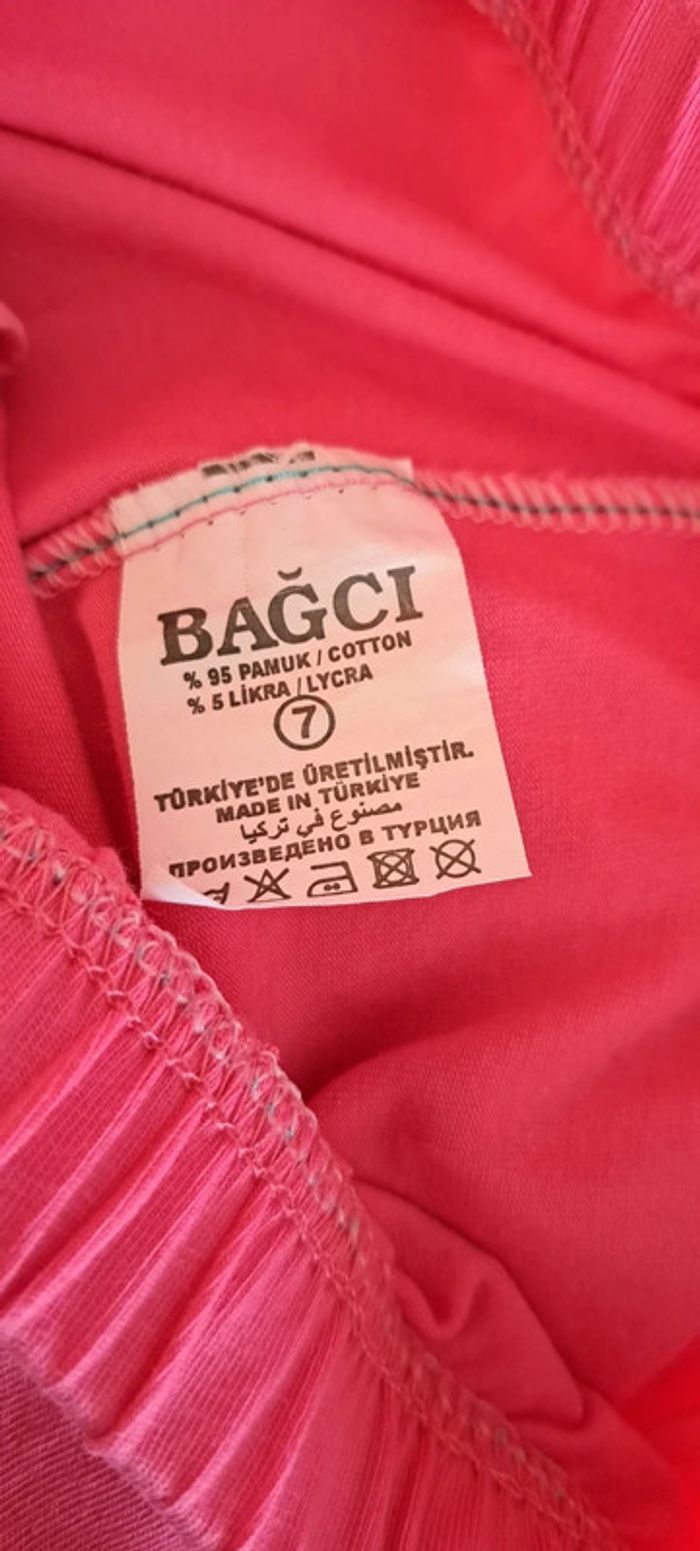 BAĞCI
% 95 PAMUK / COTTON
% 5 LİKRA / LYCRA
7
TÜRKİYE'DE ÜRETİLMİŞTİR.
MADE IN TÜRKİYE
مصنوع في تركيا
ПРОИЗВЕДЕНО В ТУРЦИЯ